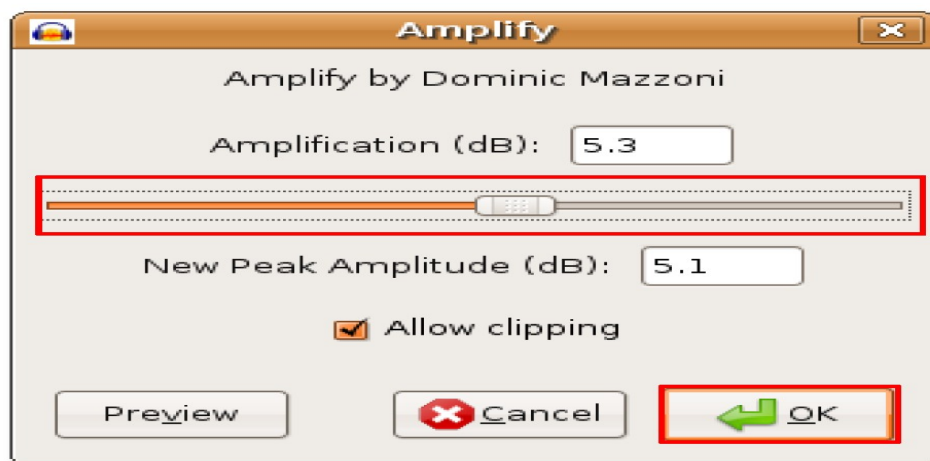 Amplify
Amplify by Dominic Mazzoni
Amplification (dB): 5.3
New Peak Amplitude (dB): 5.1
Allow clipping
Preview Cancel OK